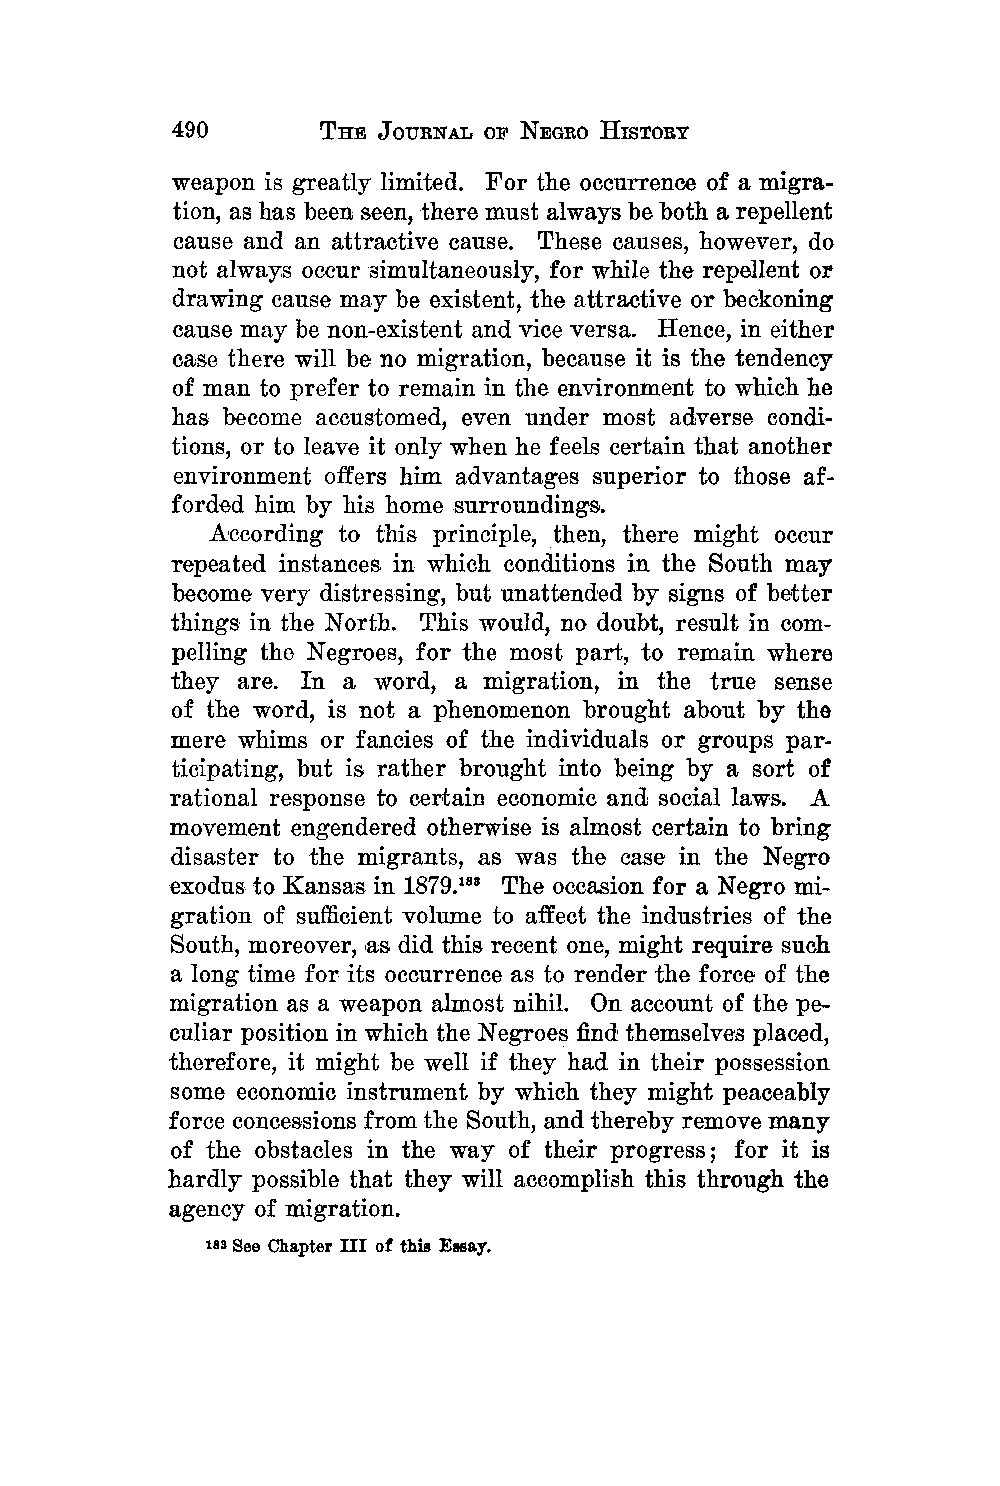 490 THE JOURNAL OF NEGRO HISTORY
weapon is greatly limited. For the occurrence of a migra-
tion, as has been seen, there must always be both a repellent
cause and an attractive cause. These causes, however, do
not always occur simultaneously, for while the repellent or
drawing cause may be existent, the attractive or beckoning
cause may be non-existent and vice versa. Hence, in either
case there will be no migration, because it is the tendency
of man to prefer to remain in the environment to which he
has become accustomed, even under most adverse condi-
tions, or to leave it only when he feels certain that another
environment offers him advantages superior to those af-
forded him by his home surroundings.
According to this principle, then, there might occur
repeated instances in which conditions in the South may
become very distressing, but unattended by signs of better
things in the North. This would, no doubt, result in com-
pelling the Negroes, for the most part, to remain where
they are. In a word, a migration, in the true sense
of the word, is not a phenomenon brought about by the
mere whims or fancies of the individuals or groups par-
ticipating, but is rather brought into being by a sort of
rational response to certain economic and social laws. A
movement engendered otherwise is almost certain to bring
disaster to the migrants, as was the case in the Negro
exodus to Kansas in 1879.¹⁸³ The occasion for a Negro mi-
gration of sufficient volume to affect the industries of the
South, moreover, as did this recent one, might require such
a long time for its occurrence as to render the force of the
migration as a weapon almost nihil. On account of the pe-
culiar position in which the Negroes find themselves placed,
therefore, it might be well if they had in their possession
some economic instrument by which they might peaceably
force concessions from the South, and thereby remove many
of the obstacles in the way of their progress; for it is
hardly possible that they will accomplish this through the
agency of migration.
¹⁸³ See Chapter III of this Essay.